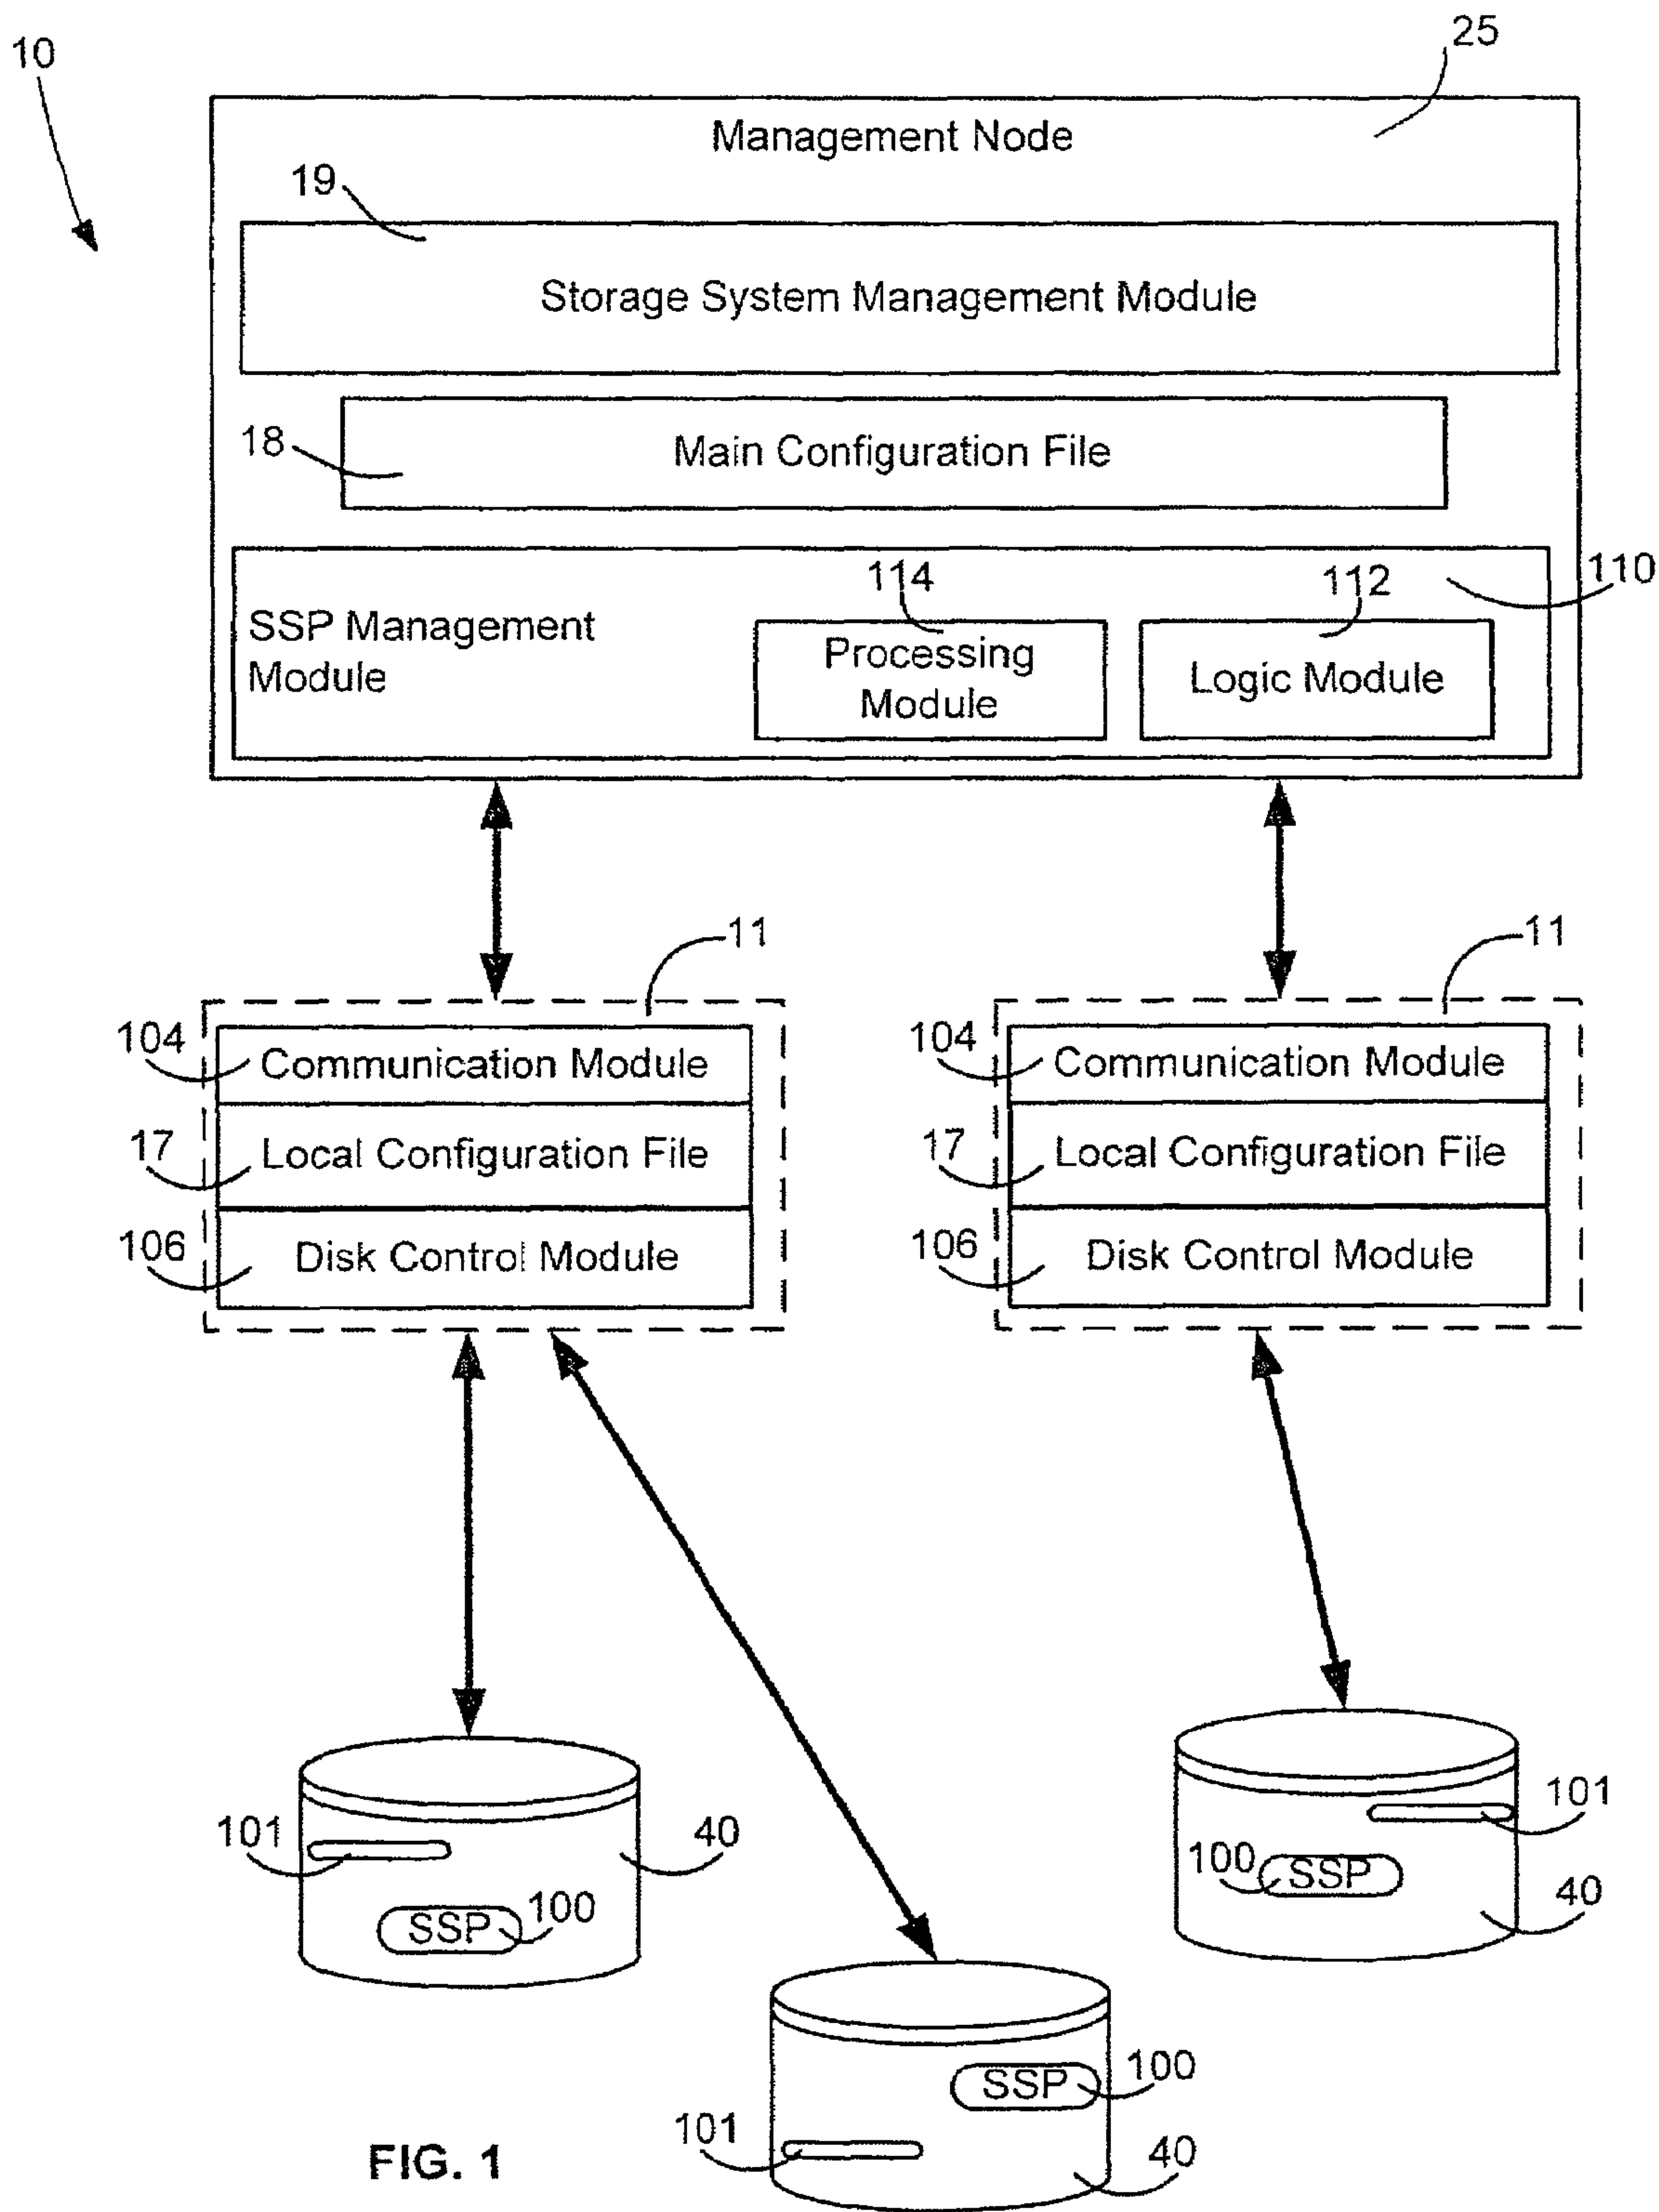 10
25
Management Node
19
Storage System Management Module
18
Main Configuration File
110
SSP Management
Module
114
Processing
Module
112
Logic Module
11
104
Communication Module
17
Local Configuration File
106
Disk Control Module
11
104
Communication Module
17
Local Configuration File
106
Disk Control Module
101
40
SSP
100
101
100
SSP
40
SSP
100
101
40
FIG. 1